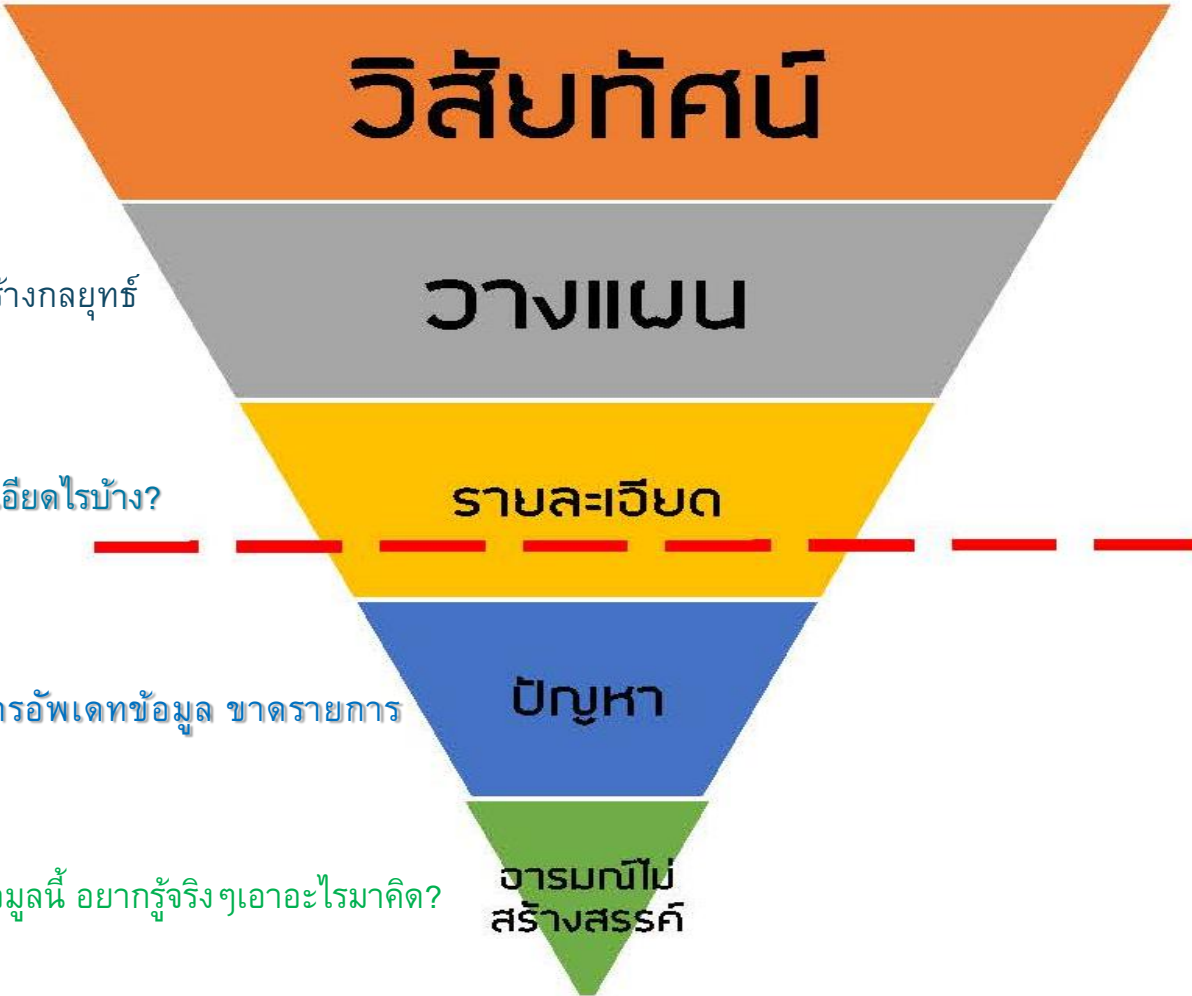 วิสัยทัศน์
ร้างกลยุทธ์
วางแผน
เอียดไรบ้าง?
รายละเอียด
ารอัพเดทข้อมูล ขาดรายการ
ปัญหา
อมูลนี้ อยากรู้จริงๆเอาอะไรมาคิด?
อารมณ์ไม่
สร้างสรรค์